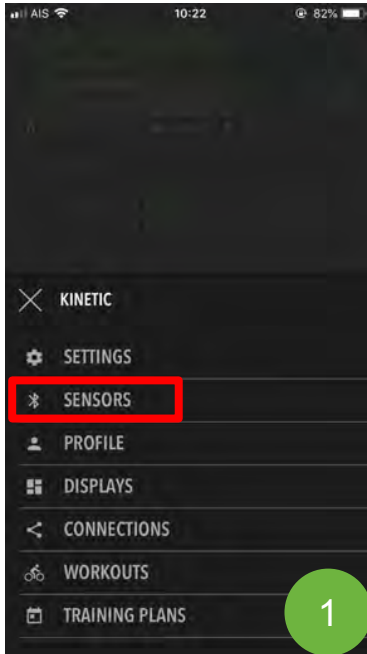 AIS 10:22 82%
KINETIC
SETTINGS
SENSORS
PROFILE
DISPLAYS
CONNECTIONS
WORKOUTS
TRAINING PLANS
1